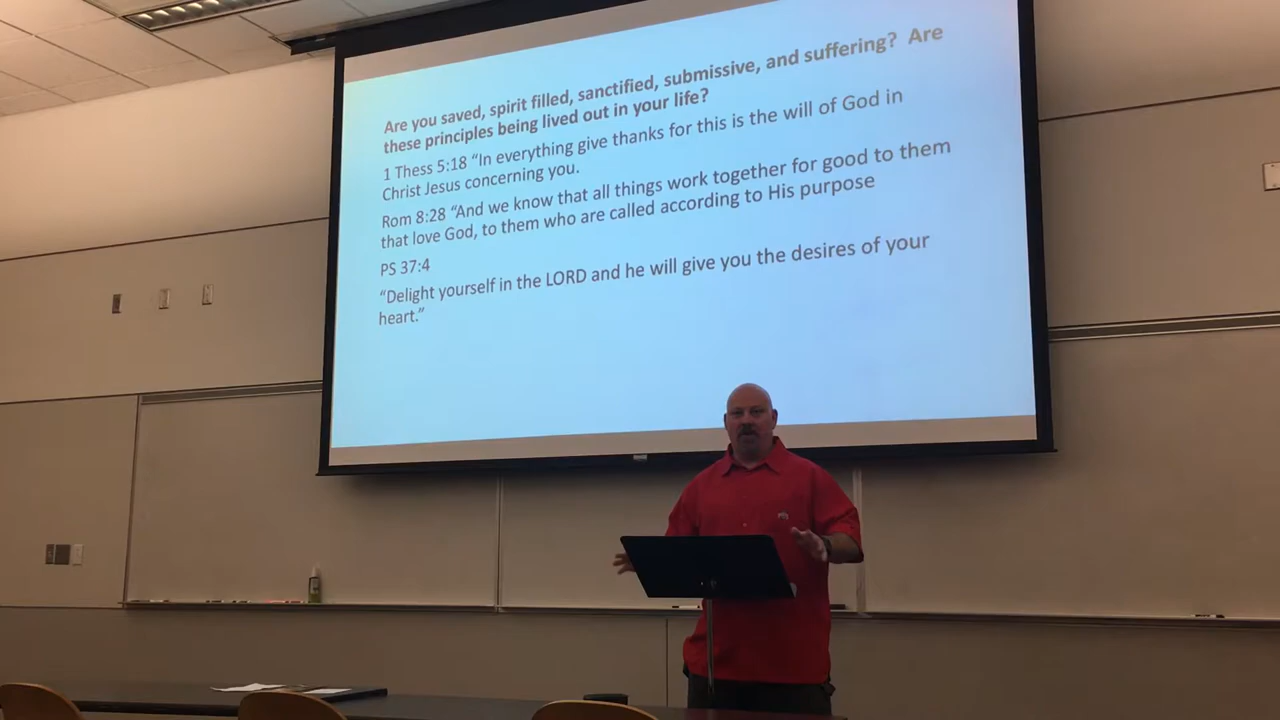 Are you saved, spirit filled, sanctified, submissive, and suffering?  Are
these principles being lived out in your life?
1 Thess 5:18 “In everything give thanks for this is the will of God in
Christ Jesus concerning you.
Rom 8:28 “And we know that all things work together for good to them
that love God, to them who are called according to His purpose
PS 37:4
“Delight yourself in the LORD and he will give you the desires of your
heart.”